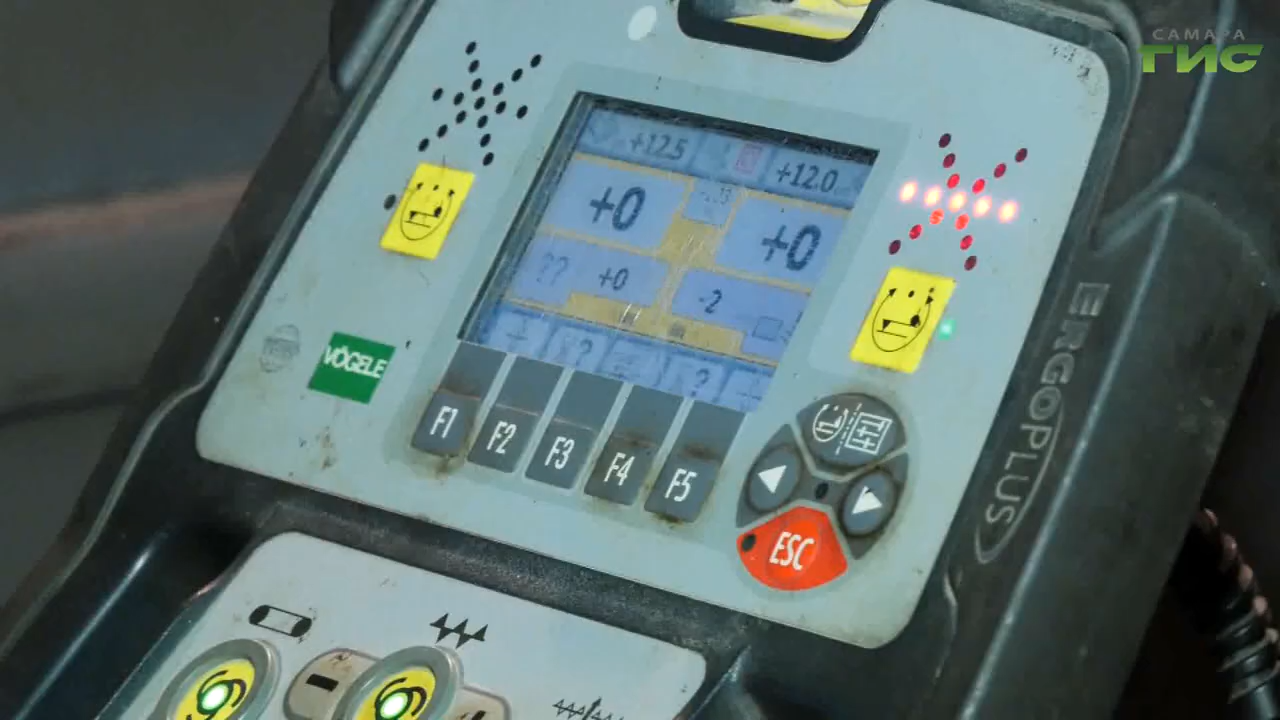 САМАРА
ГИС
+12.5
+12.0
+0
+0
?? +0
-2
?
?
VÖGELE
F1 F2 F3 F4 F5
ESC
ERGOPLUS